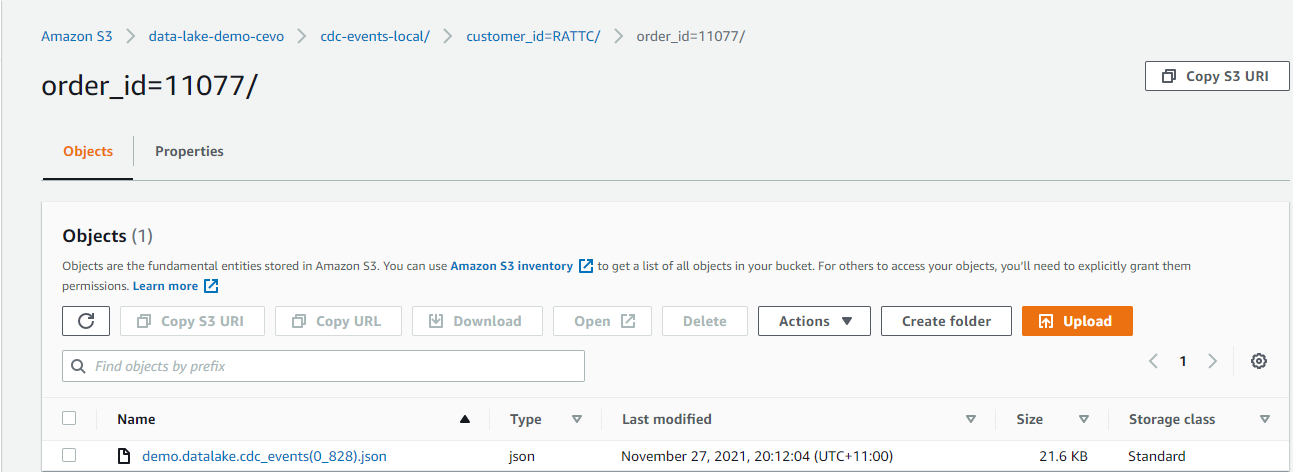 Amazon S3 > data-lake-demo-cevo > cdc-events-local/ > customer_id=RATTC/ > order_id=11077/
order_id=11077/
Copy S3 URI
Objects Properties
Objects (1)
Objects are the fundamental entities stored in Amazon S3. You can use Amazon S3 inventory to get a list of all objects in your bucket. For others to access your objects, you'll need to explicitly grant them
permissions. Learn more
Copy S3 URI Copy URL Download Open Delete Actions Create folder Upload
Find objects by prefix
1
Name Type Last modified Size Storage class
demo.datalake.cdc_events(0_828).json json November 27, 2021, 20:12:04 (UTC+11:00) 21.6 KB Standard